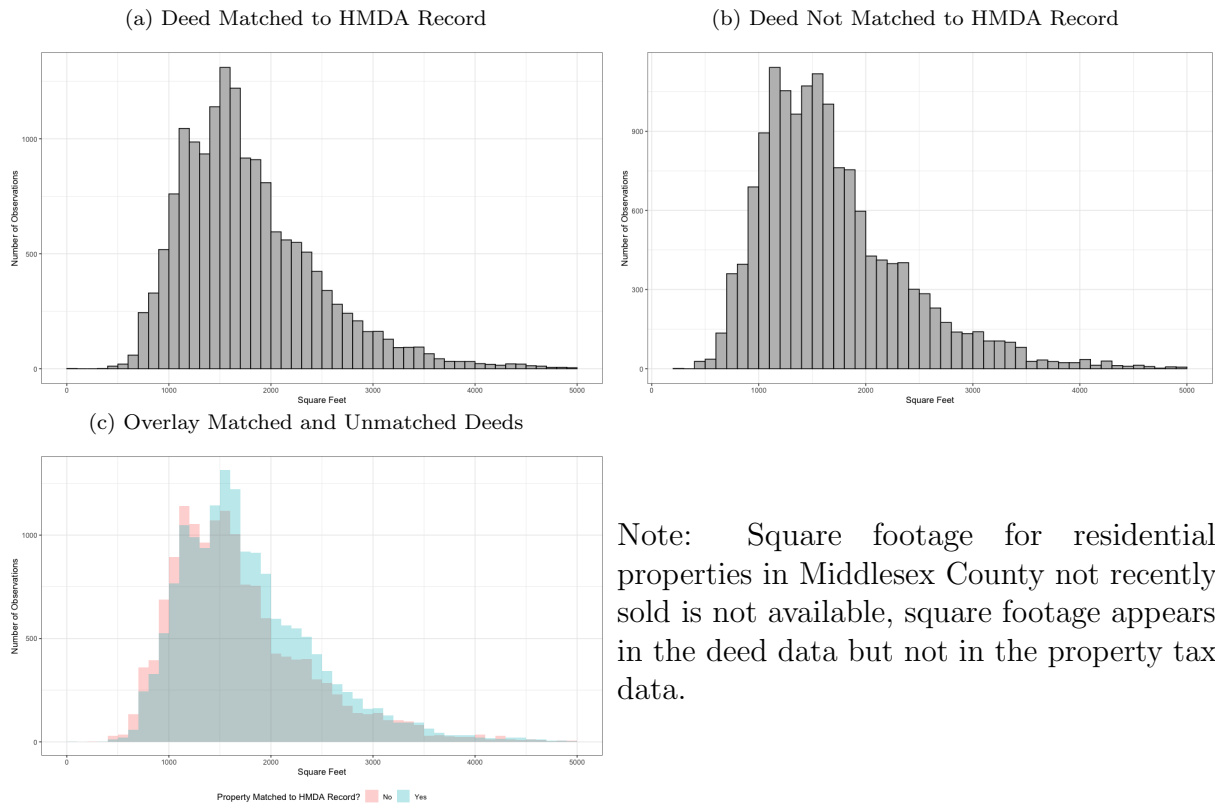 (a) Deed Matched to HMDA Record
Number of Observations
1000
500
0
0 1000 2000 3000 4000 5000
Square Feet
(b) Deed Not Matched to HMDA Record
Number of Observations
900
600
300
0
0 1000 2000 3000 4000 5000
Square Feet
(c) Overlay Matched and Unmatched Deeds
Number of Observations
1000
500
0
0 1000 2000 3000 4000 5000
Square Feet
Property Matched to HMDA Record? No Yes
Note: Square footage for residential
properties in Middlesex County not recently
sold is not available, square footage appears
in the deed data but not in the property tax
data.